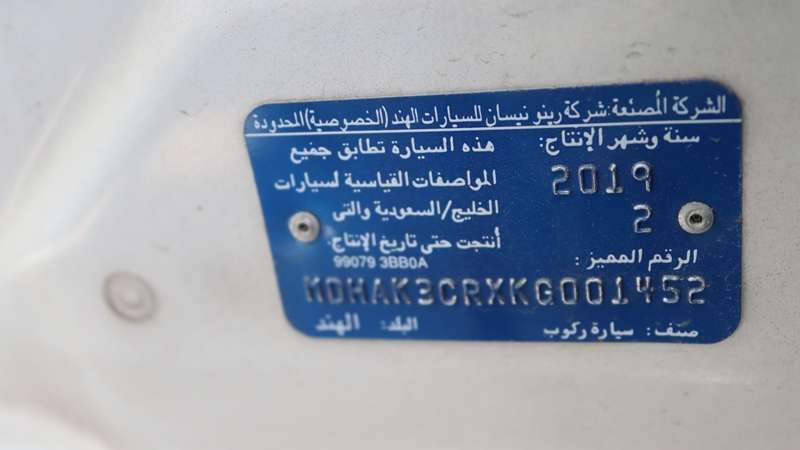 الشركة المصنعة: شركة رينو نيسان للسيارات الهند (الخصوصية) المحدودة
سنة وشهر الإنتاج:
2019
2
هذه السيارة تطابق جميع
المواصفات القياسية لسيارات
الخليج/السعودية والتي
أنتجت حتى تاريخ الإنتاج:
99079 3BB0A
الرقم المميز:
MDHAK3CRXKG001452
صنف: سيارة ركوب
البلد: الهند